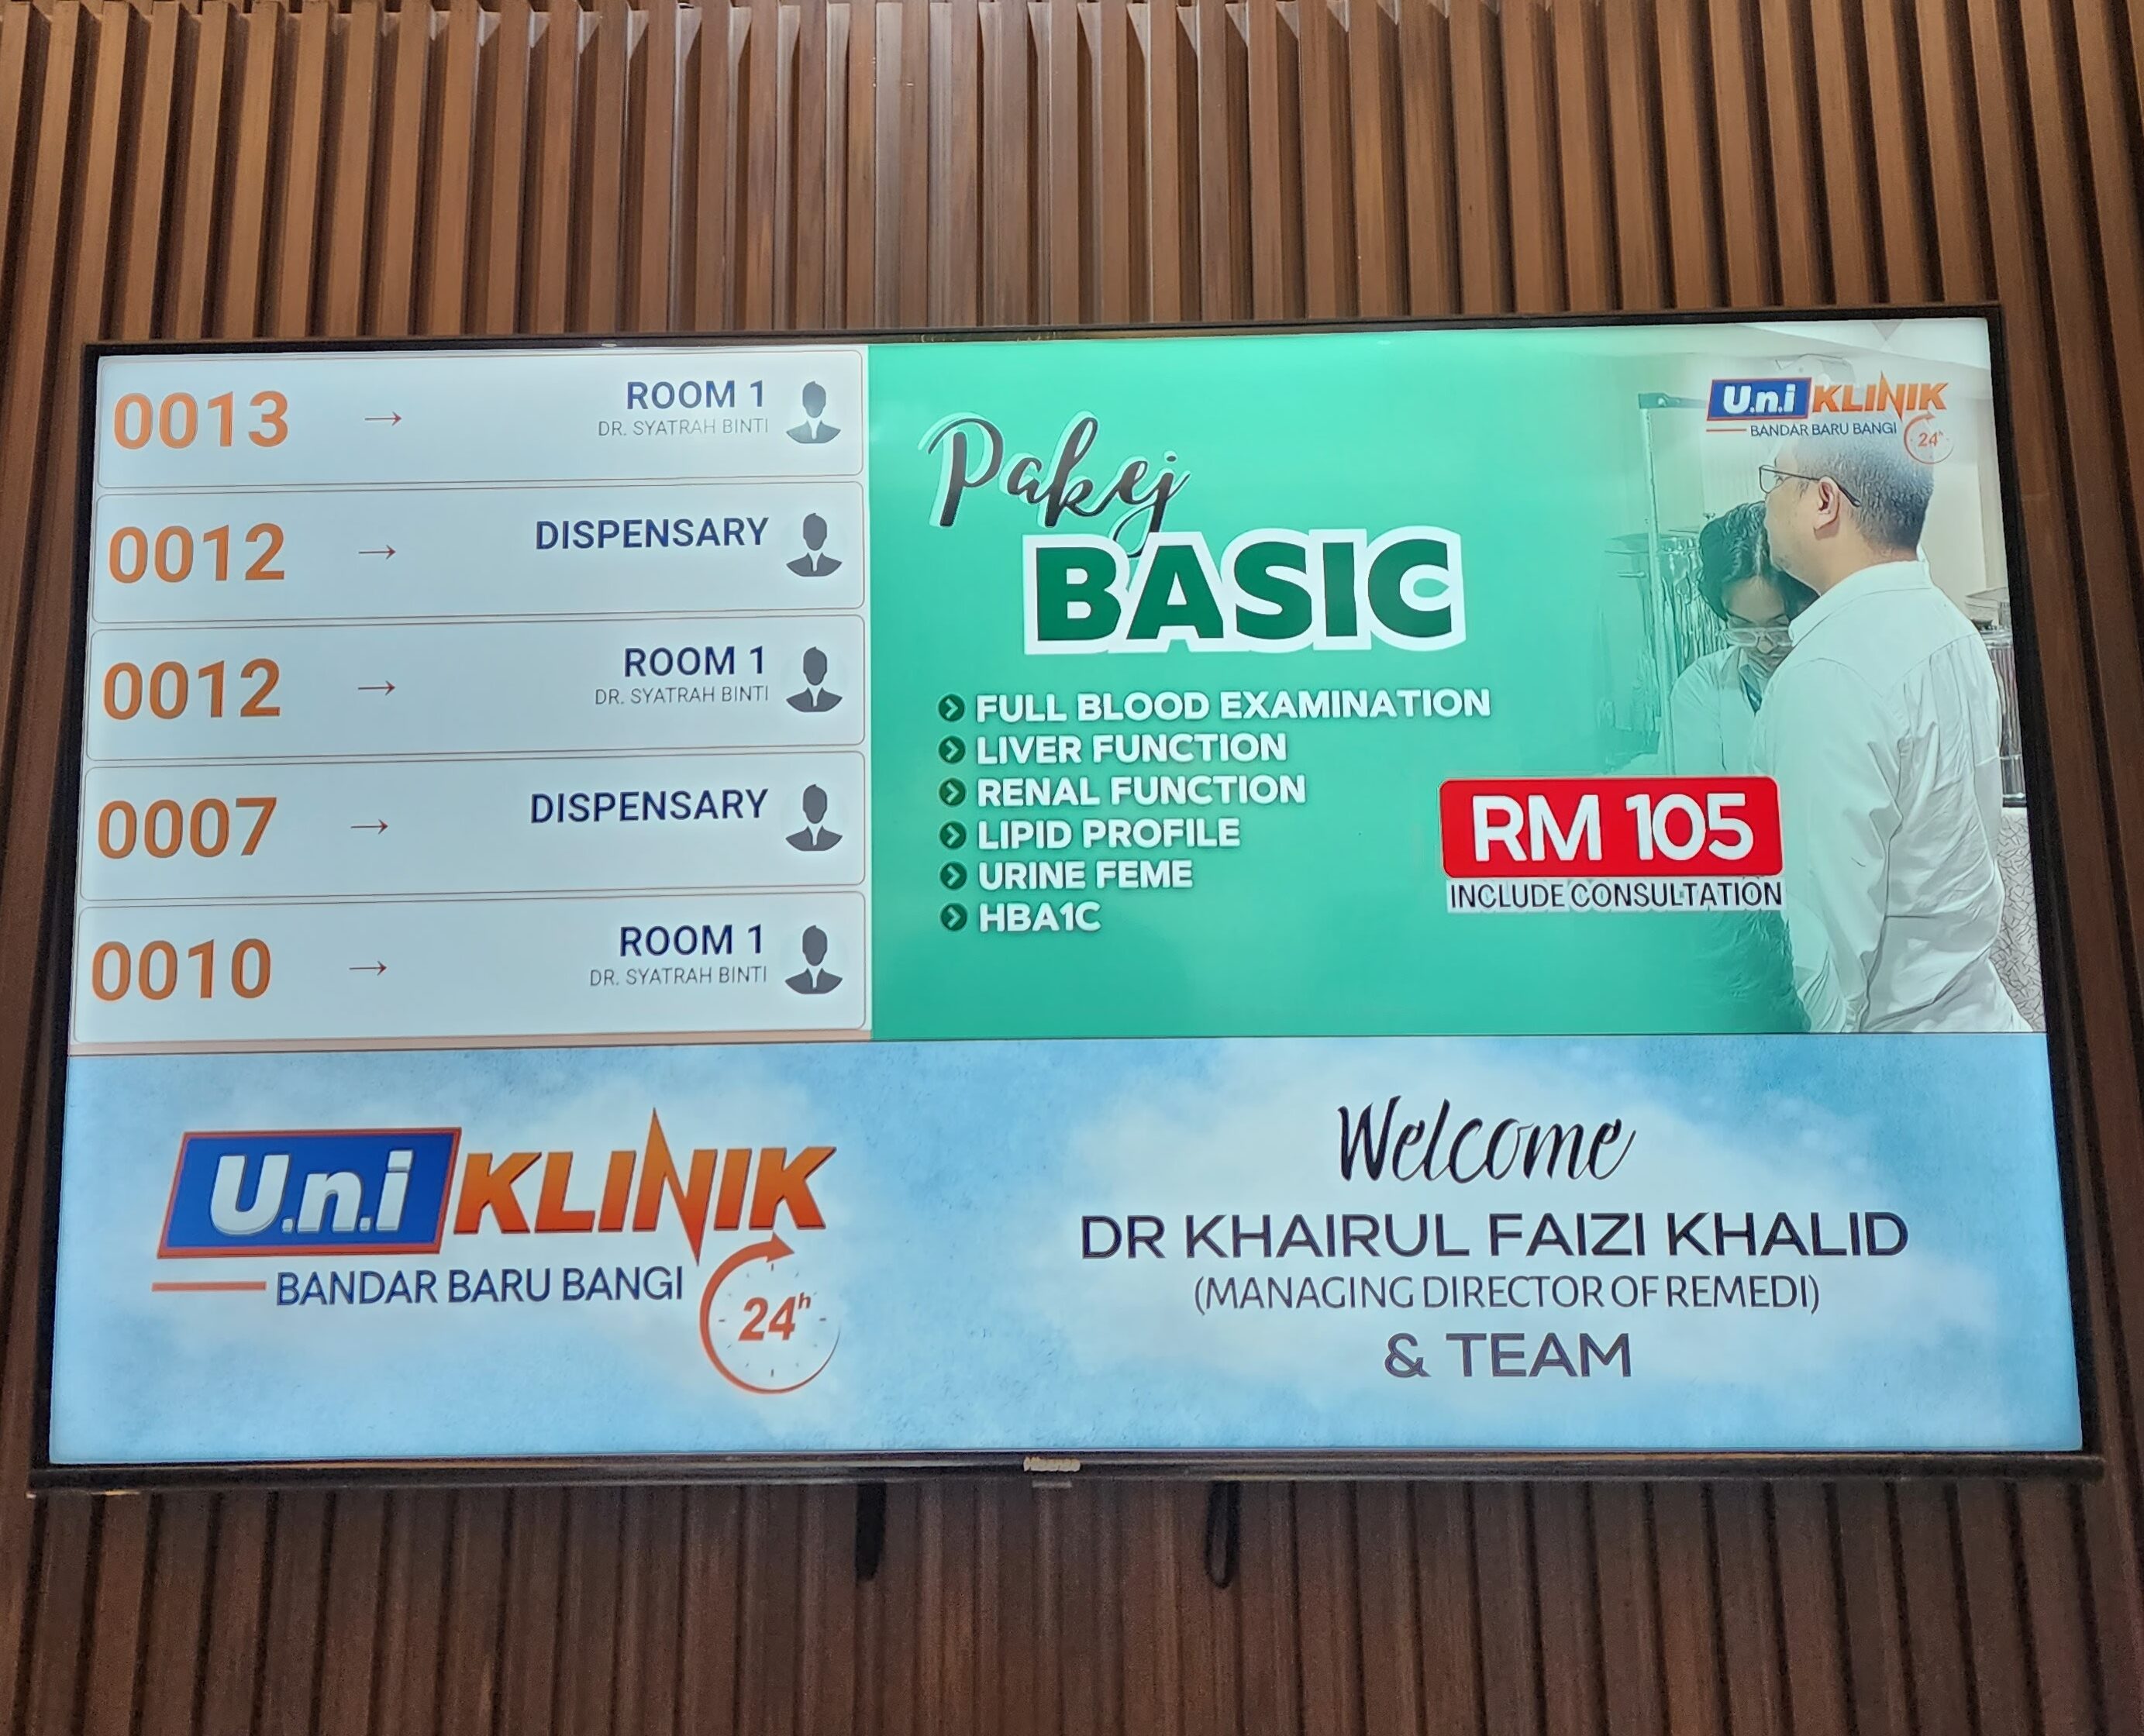 0013 → ROOM 1
DR. SYATRAH BINTI
0012 → DISPENSARY
0012 → ROOM 1
DR. SYATRAH BINTI
0007 → DISPENSARY
0010 → ROOM 1
DR. SYATRAH BINTI
U.n.i KLINIK
BANDAR BARU BANGI
24h
Pakej
BASIC
FULL BLOOD EXAMINATION
LIVER FUNCTION
RENAL FUNCTION
LIPID PROFILE
URINE FEME
HBA1C
RM 105
INCLUDE CONSULTATION
U.n.i KLINIK
BANDAR BARU BANGI
24h
Welcome
DR KHAIRUL FAIZI KHALID
(MANAGING DIRECTOR OF REMEDI)
& TEAM